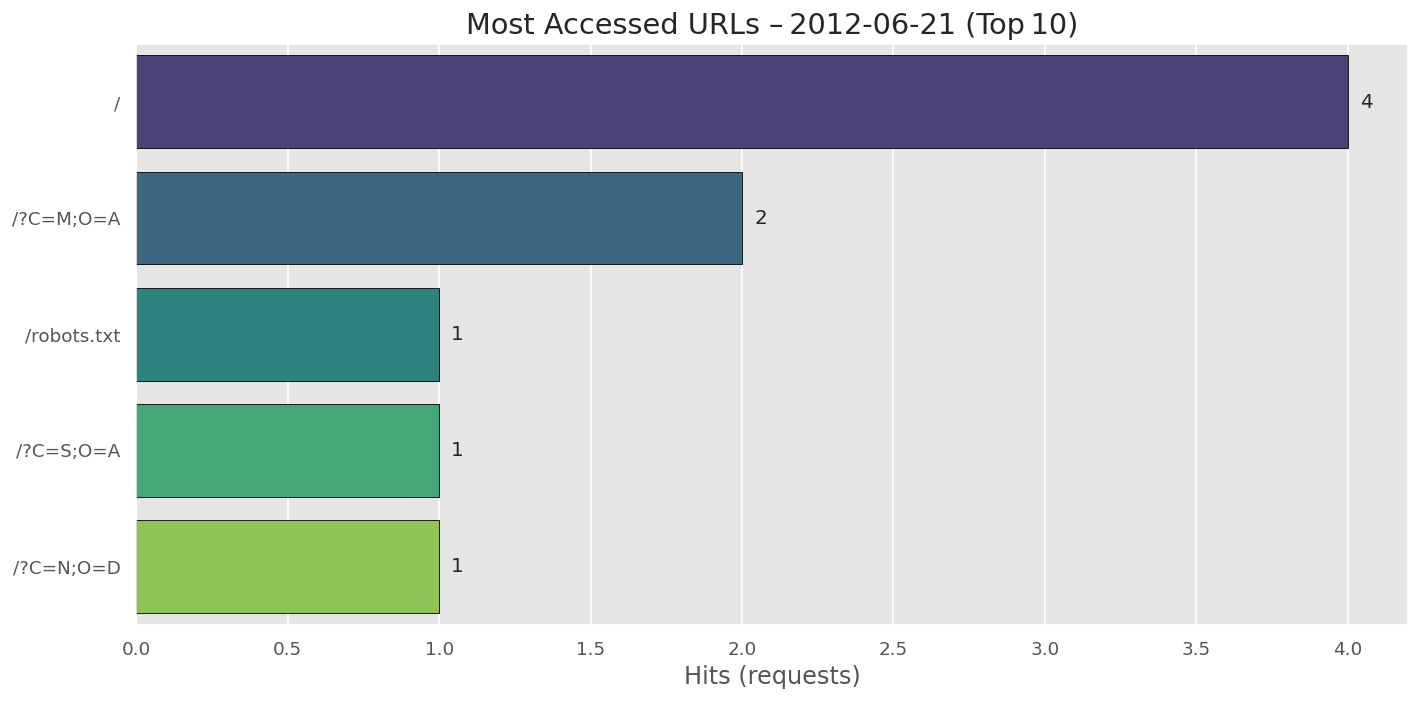 Most Accessed URLs – 2012-06-21 (Top 10)
/
4
/?C=M;O=A
2
/robots.txt
1
/?C=S;O=A
1
/?C=N;O=D
1
0.0 0.5 1.0 1.5 2.0 2.5 3.0 3.5 4.0
Hits (requests)